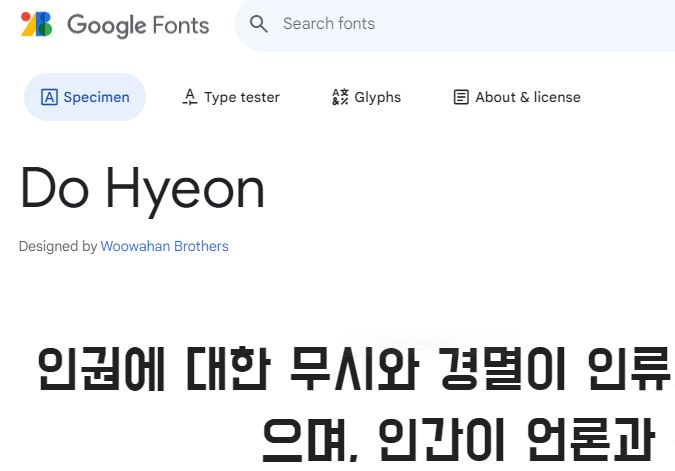 Google Fonts
Search fonts
Specimen
Type tester
Glyphs
About & license
Do Hyeon
Designed by Woowahan Brothers
인권에 대한 무시와 경멸이 인류
으며, 인간이 언론과